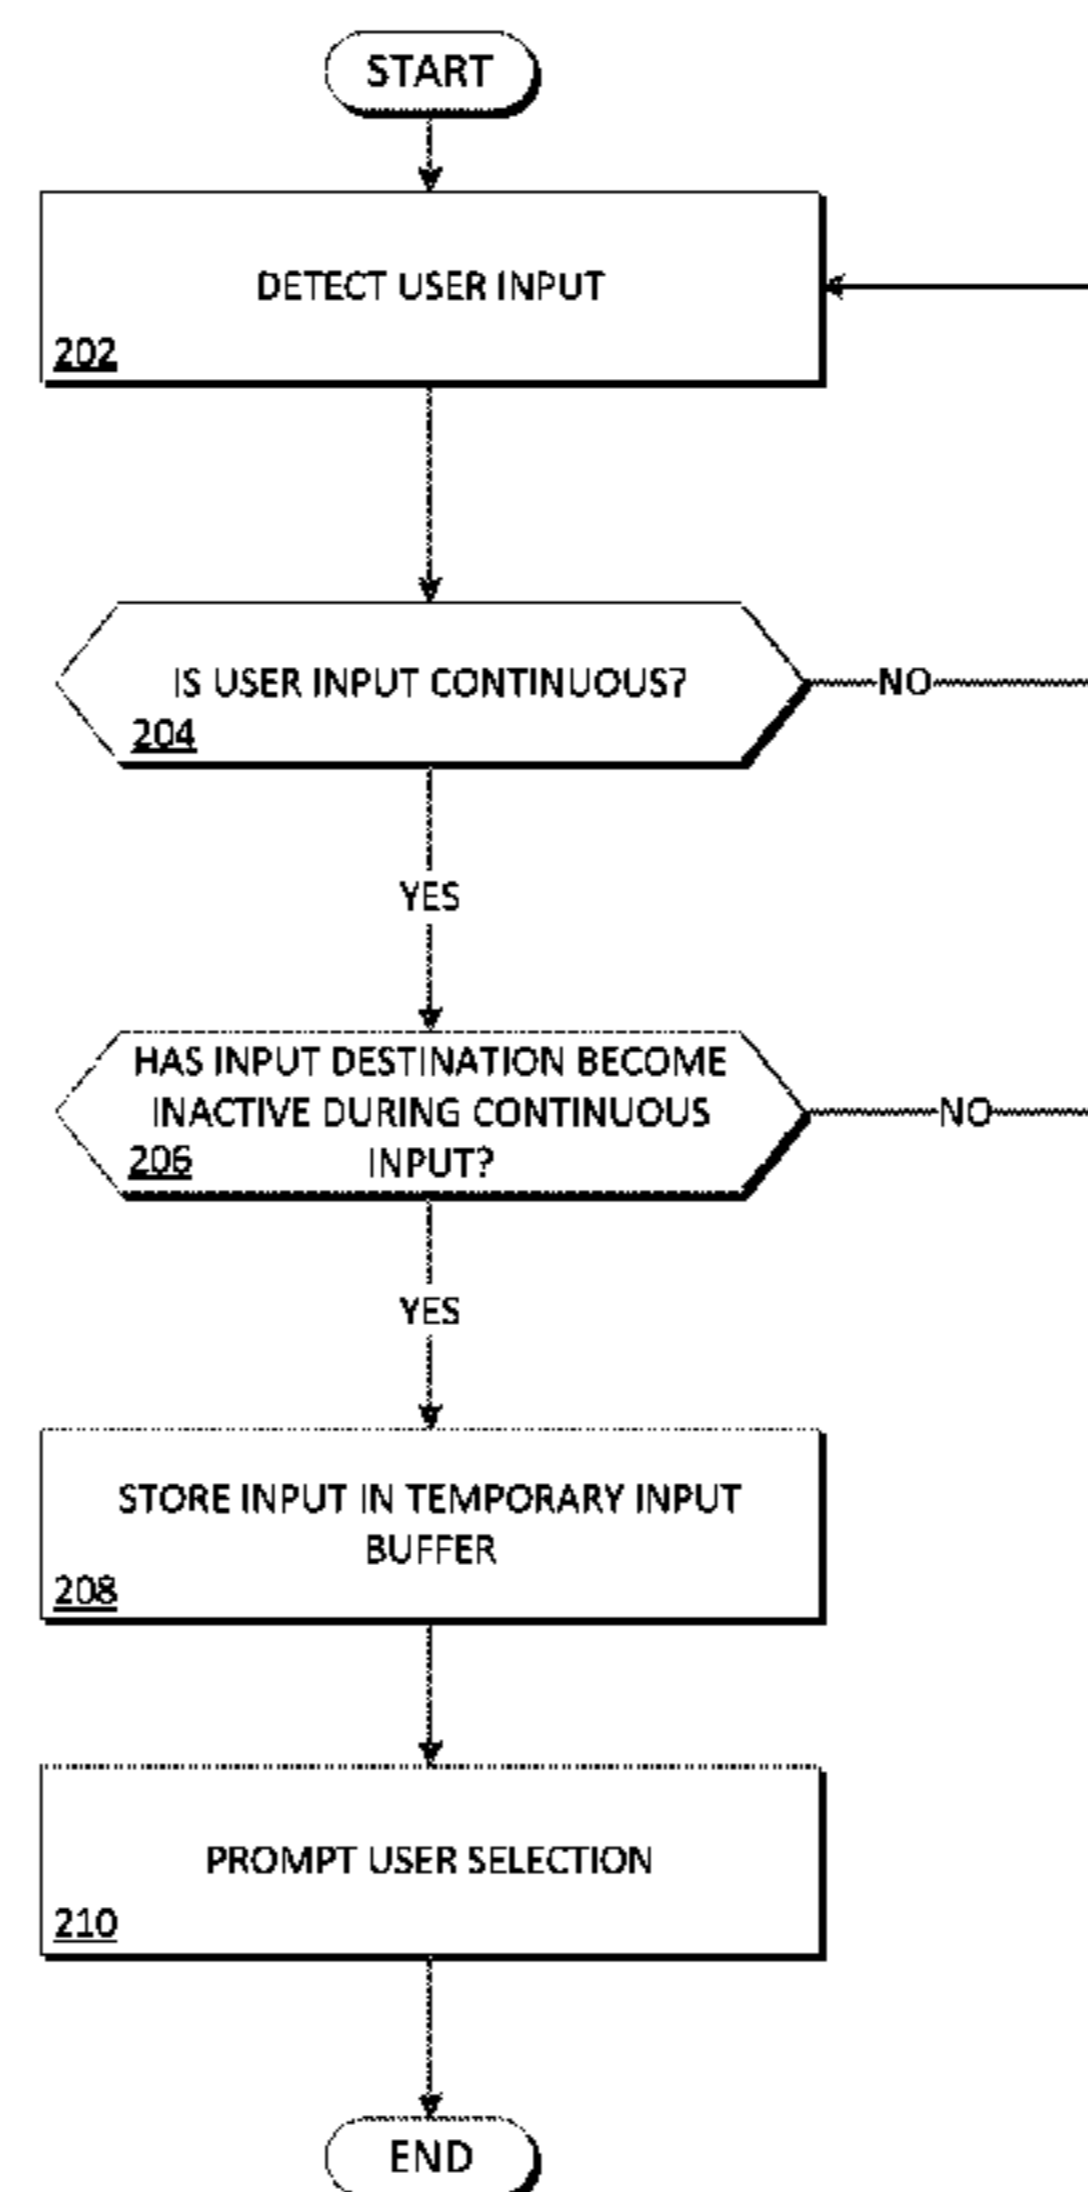 START
DETECT USER INPUT
202
IS USER INPUT CONTINUOUS?
NO
204
YES
HAS INPUT DESTINATION BECOME
INACTIVE DURING CONTINUOUS
INPUT?
206
NO
YES
STORE INPUT IN TEMPORARY INPUT
BUFFER
208
PROMPT USER SELECTION
210
END